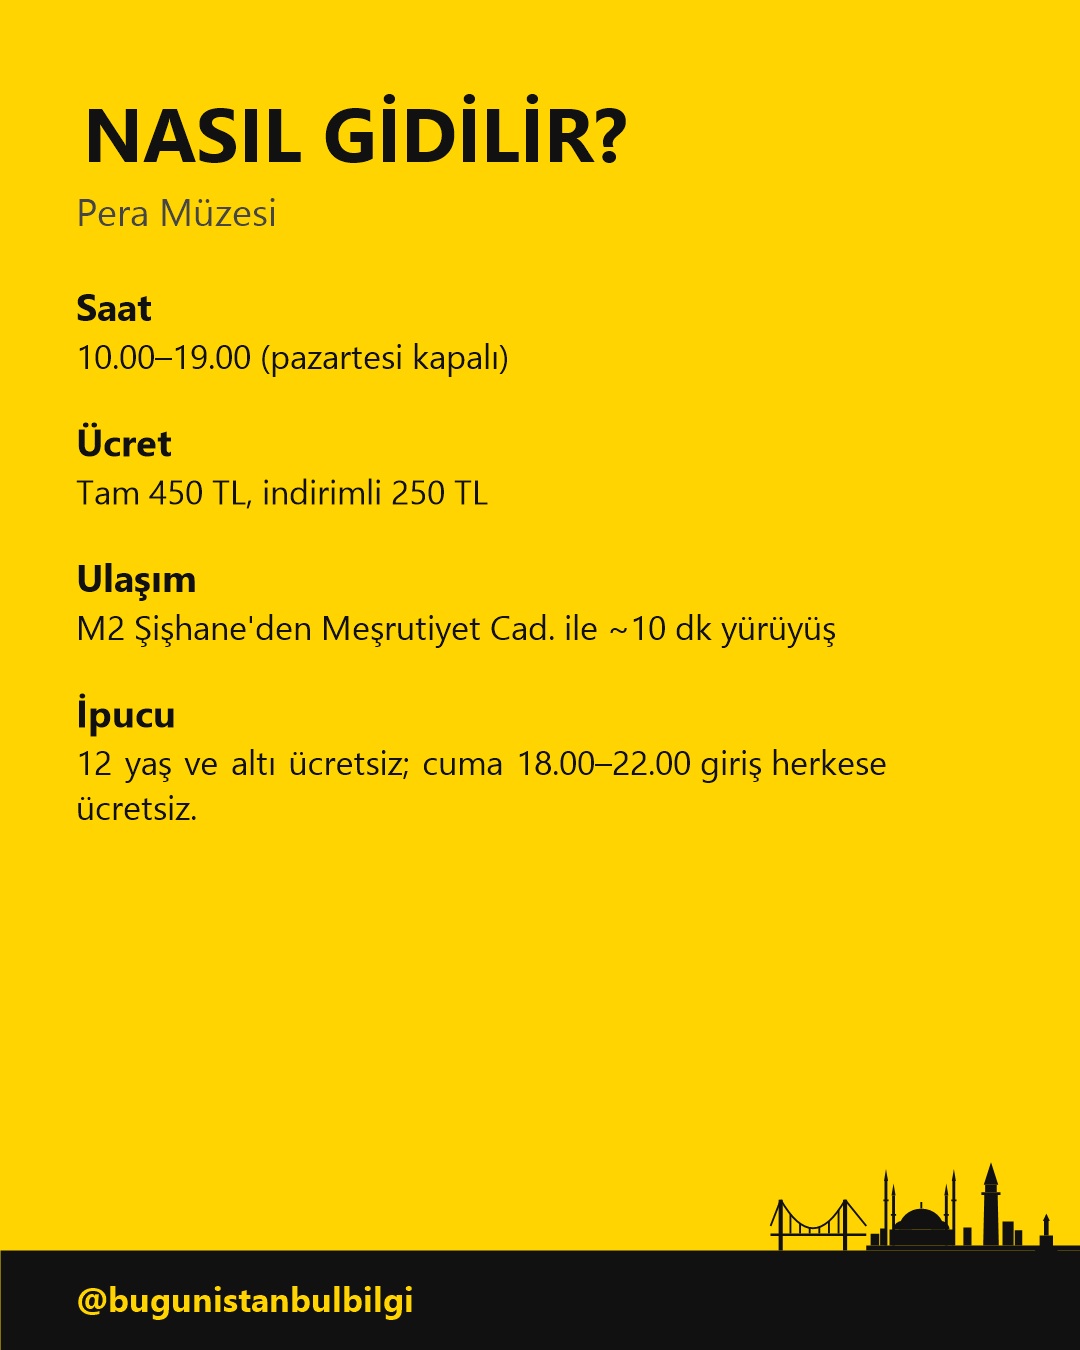 NASIL GİDİLİR?
Pera Müzesi
Saat
10.00–19.00 (pazartesi kapalı)
Ücret
Tam 450 TL, indirimli 250 TL
Ulaşım
M2 Şişhane'den Meşrutiyet Cad. ile ~10 dk yürüyüş
İpucu
12 yaş ve altı ücretsiz; cuma 18.00–22.00 giriş herkese
ücretsiz.
@bugunistanbulbilgi